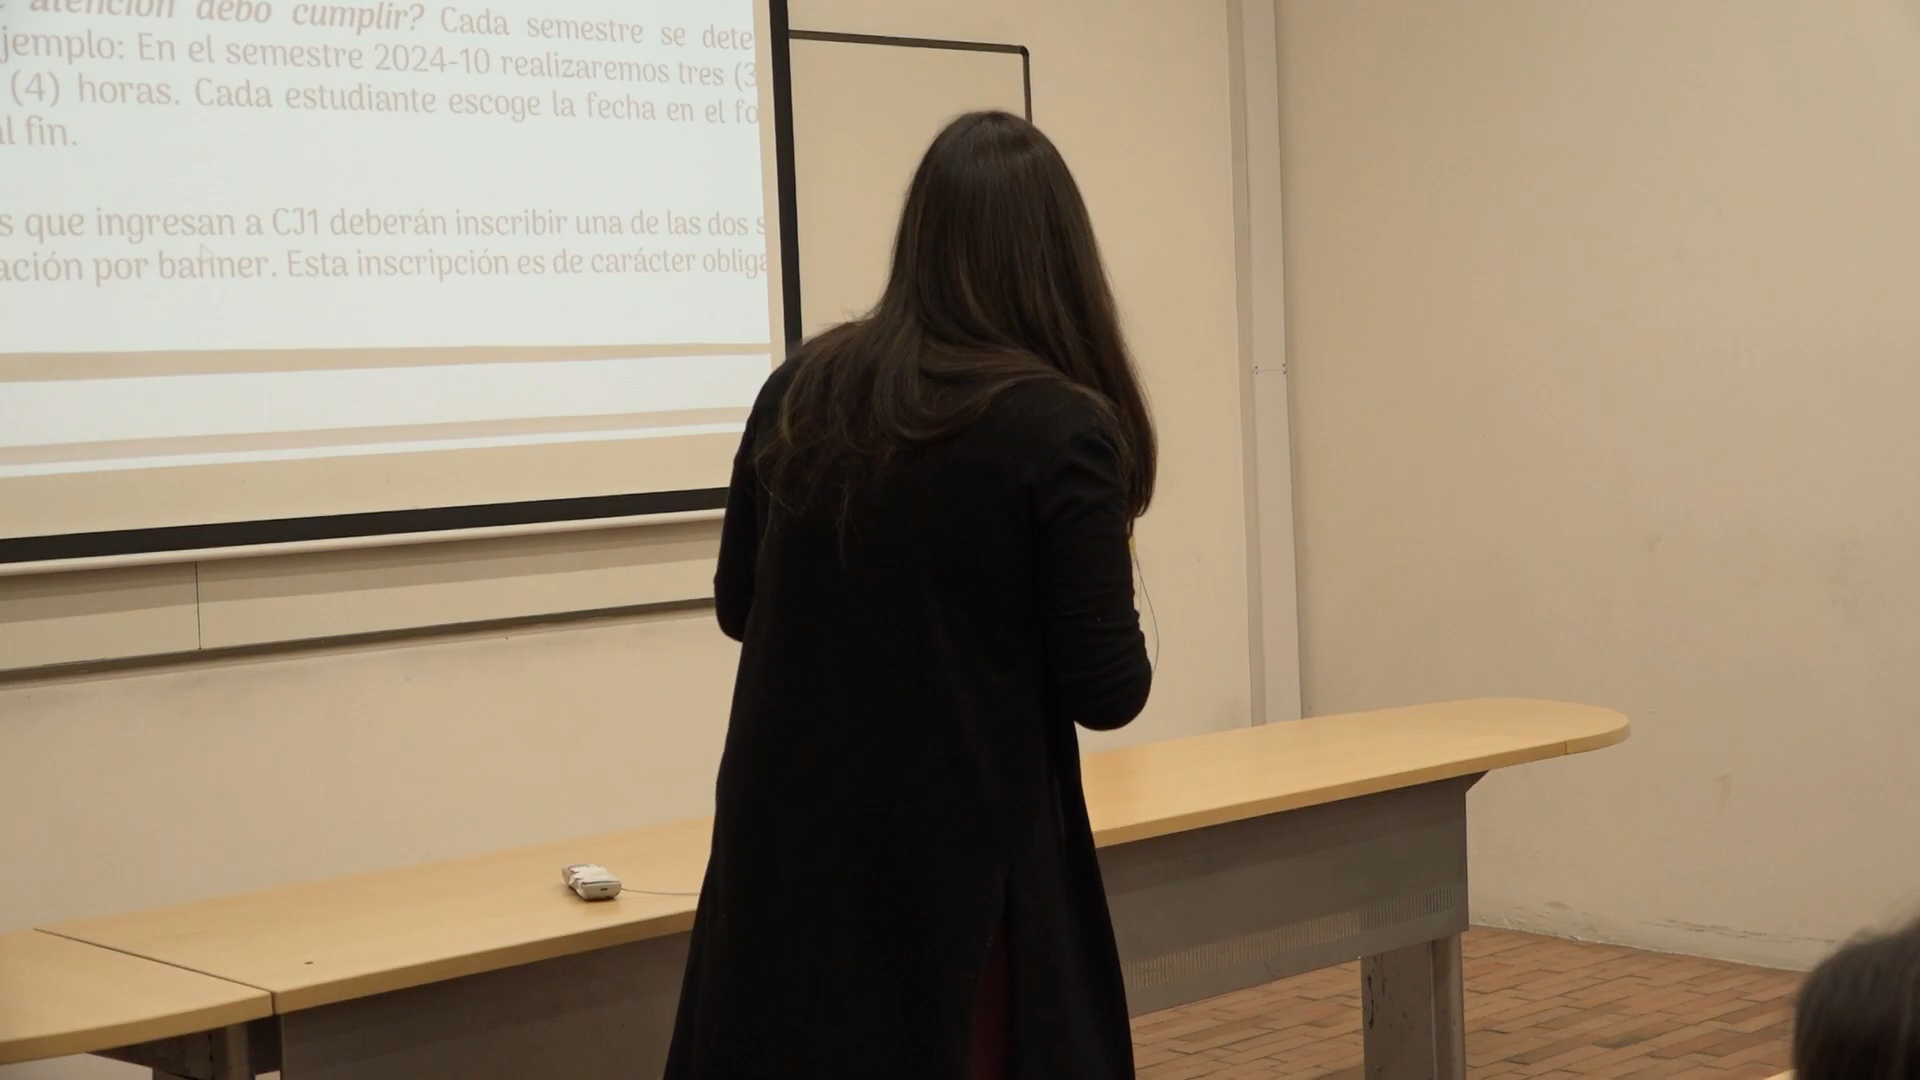 atención debo cumplir? Cada semestre se dete
jemplo: En el semestre 2024-10 realizaremos tres (3
(4) horas. Cada estudiante escoge la fecha en el fo
al fin.
s que ingresan a CJ1 deberán inscribir una de las dos s
ación por banner. Esta inscripción es de carácter obliga